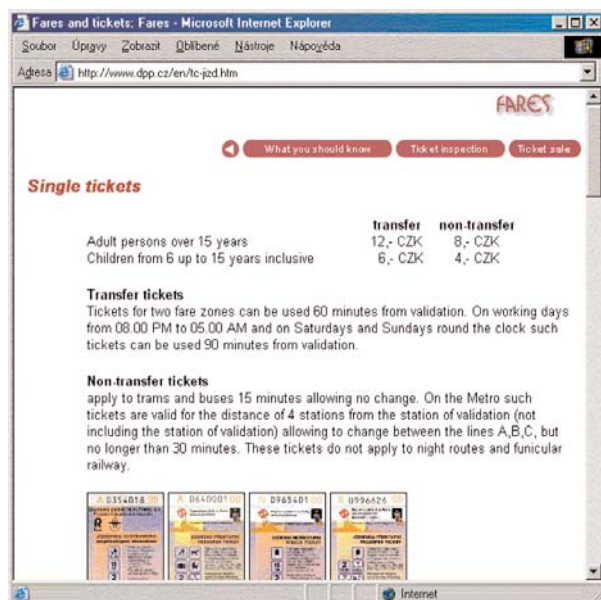 Fares and tickets: Fares - Microsoft Internet Explorer
Soubor Úpravy Zobrazit Oblíbené Nástroje Nápověda
Adresa http://www.dpp.cz/en/tc-jizd.htm
FARES
What you should know Ticket inspection Ticket sale
Single tickets
transfer non-transfer
Adult persons over 15 years 12,- CZK 8,- CZK
Children from 6 up to 15 years inclusive 6,- CZK 4,- CZK
Transfer tickets
Tickets for two fare zones can be used 60 minutes from validation. On working days
from 08.00 PM to 05.00 AM and on Saturdays and Sundays round the clock such
tickets can be used 90 minutes from validation.
Non-transfer tickets
apply to trams and buses 15 minutes allowing no change. On the Metro such
tickets are valid for the distance of 4 stations from the station of validation (not
including the station of validation) allowing to change between the lines A,B,C, but
no longer than 30 minutes. These tickets do not apply to night routes and funicular
railway.
A 0354018 A 0640001 0965401 0996626
Internet